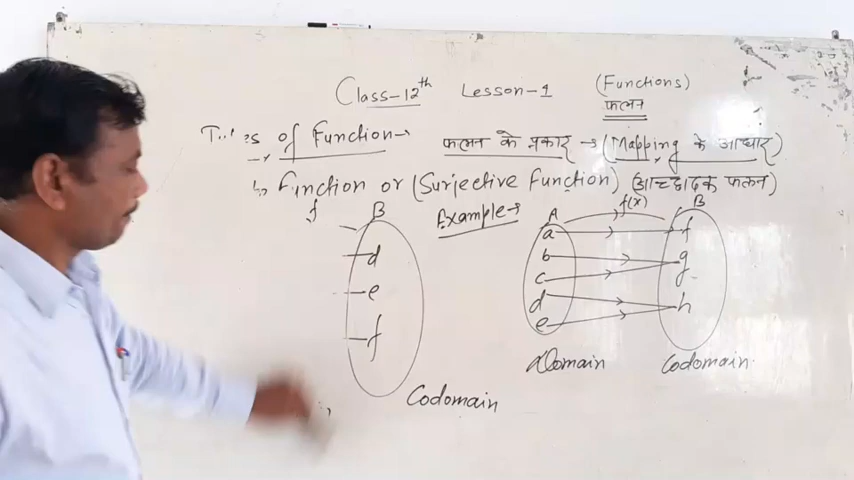 Class-12th Lesson-1 (Functions)
फलन
of Function→ फलन के प्रकार → (Mapping के आधार)
Function or (Surjective Function) (आच्छादक फलन)
f B Example→ A f(x) B
a f
d b g
e c
f d h
e
Domain Codomain
Codomain